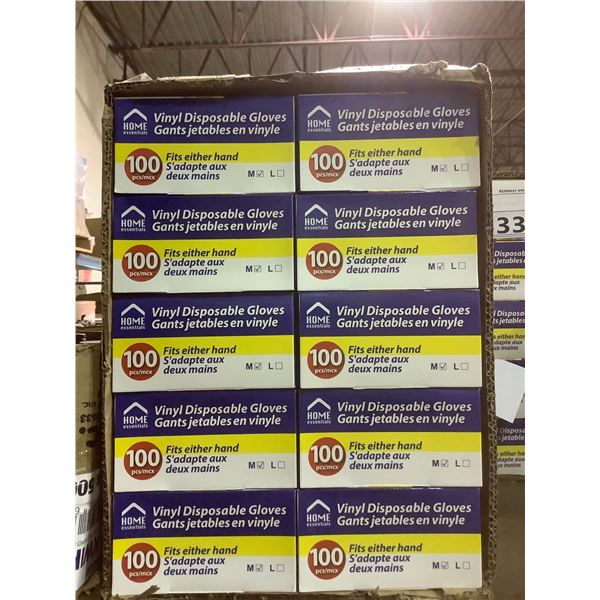 HOME
essentials
Vinyl Disposable Gloves
Gants jetables en vinyle
100
pcs/mcx
Fits either hand
S'adapte aux
deux mains
M☑ L☐
HOME
essentials
Vinyl Disposable Gloves
Gants jetables en vinyle
100
pcs/mcx
Fits either hand
S'adapte aux
deux mains
M☑ L☐
HOME
essentials
Vinyl Disposable Gloves
Gants jetables en vinyle
100
pcs/mcx
Fits either hand
S'adapte aux
deux mains
M☑ L☐
HOME
essentials
Vinyl Disposable Gloves
Gants jetables en vinyle
100
pcs/mcx
Fits either hand
S'adapte aux
deux mains
M☑ L☐
HOME
essentials
Vinyl Disposable Gloves
Gants jetables en vinyle
100
pcs/mcx
Fits either hand
S'adapte aux
deux mains
M☑ L☐
HOME
essentials
Vinyl Disposable Gloves
Gants jetables en vinyle
100
pcs/mcx
Fits either hand
S'adapte aux
deux mains
M☑ L☐
HOME
essentials
Vinyl Disposable Gloves
Gants jetables en vinyle
100
pcs/mcx
Fits either hand
S'adapte aux
deux mains
M☑ L☐
HOME
essentials
Vinyl Disposable Gloves
Gants jetables en vinyle
100
pcs/mcx
Fits either hand
S'adapte aux
deux mains
M☑ L☐
HOME
essentials
Vinyl Disposable Gloves
Gants jetables en vinyle
100
pcs/mcx
Fits either hand
S'adapte aux
deux mains
M☑ L☐
HOME
essentials
Vinyl Disposable Gloves
Gants jetables en vinyle
100
pcs/mcx
Fits either hand
S'adapte aux
deux mains
M☑ L☐
33